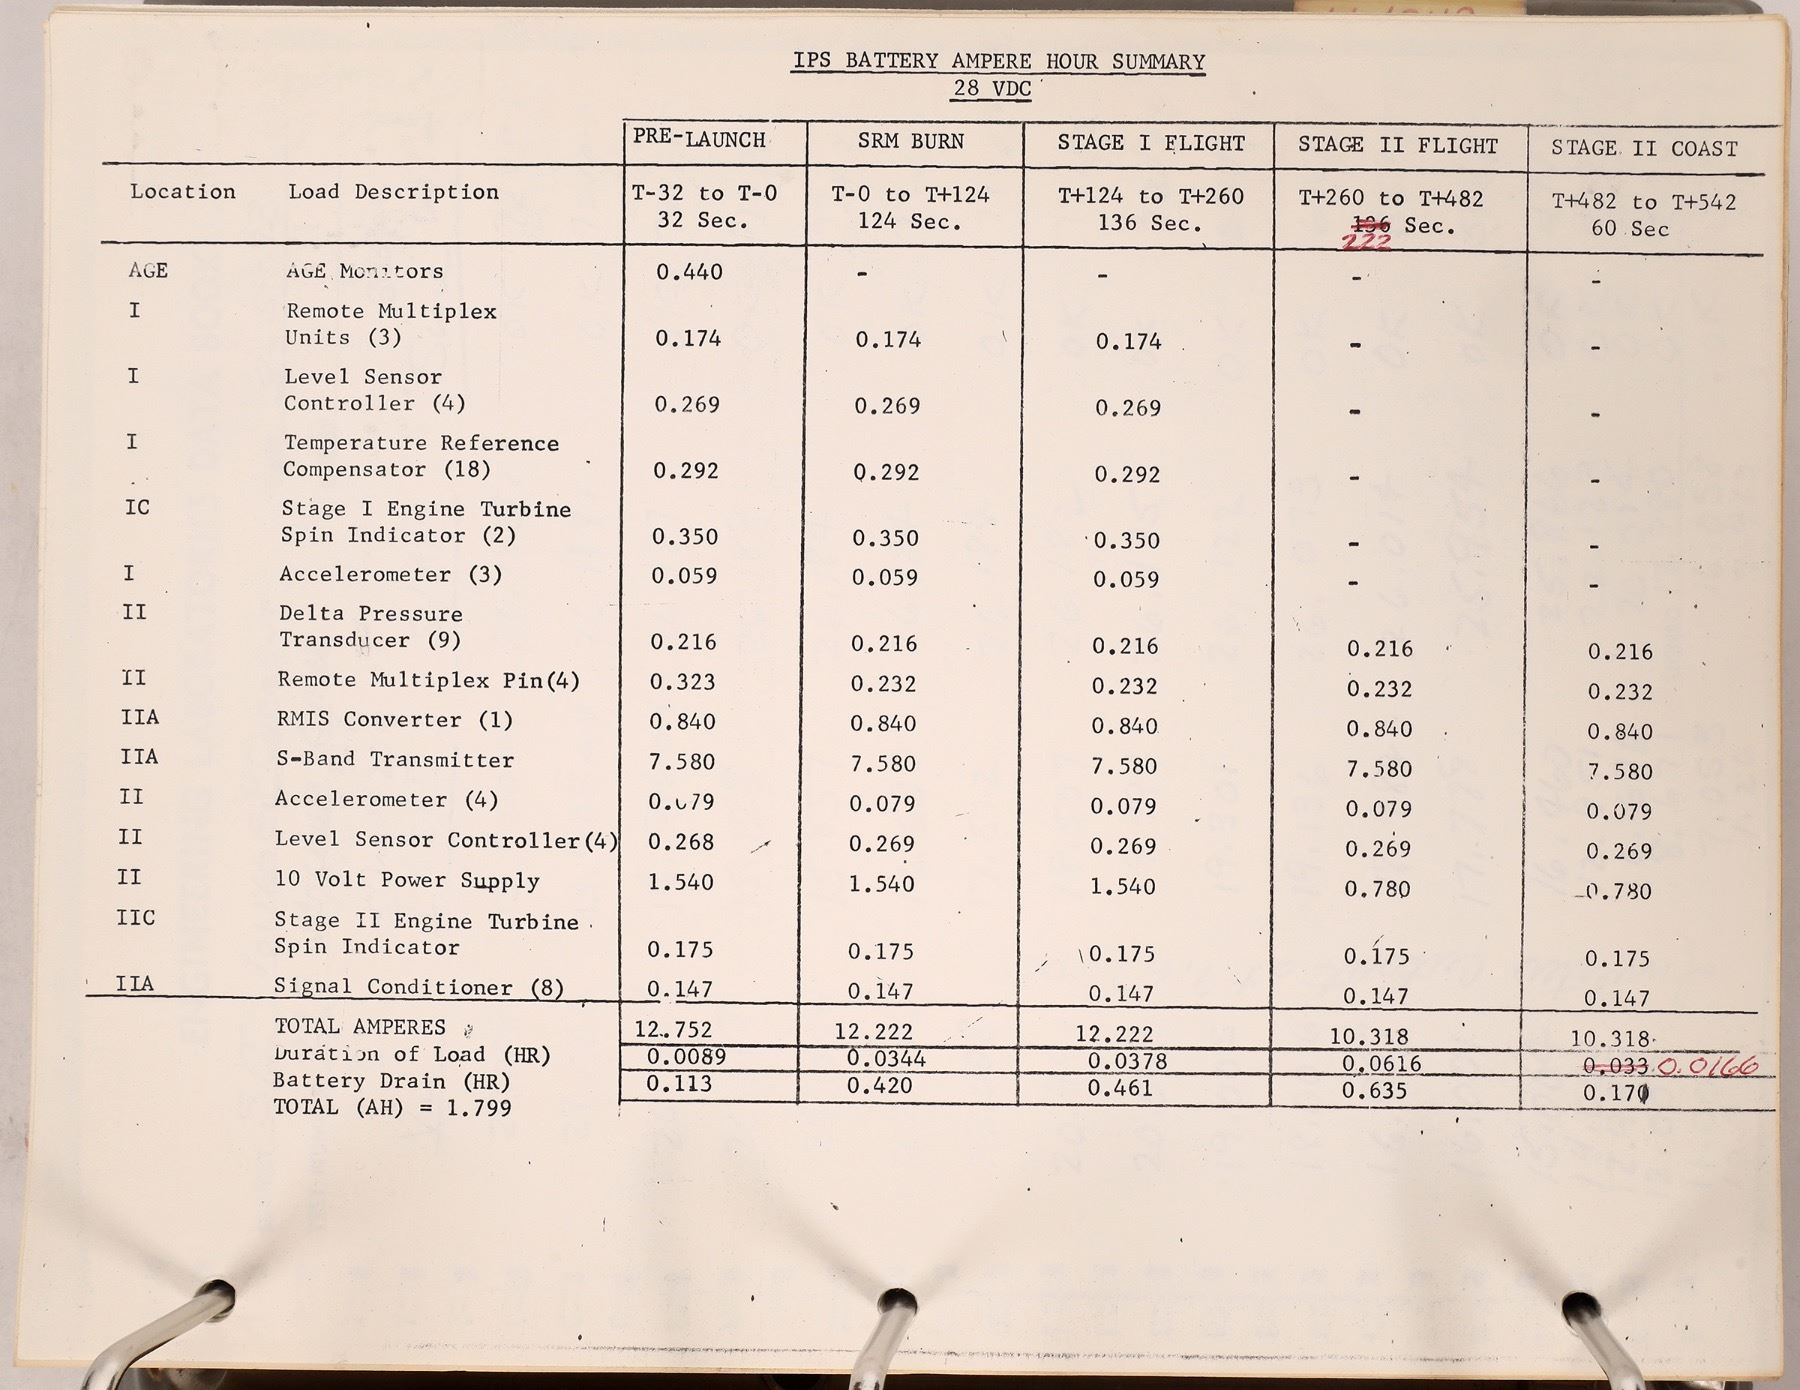 IPS BATTERY AMPERE HOUR SUMMARY
28 VDC
PRE-LAUNCH SRM BURN STAGE I FLIGHT STAGE II FLIGHT STAGE II COAST
Location Load Description T-32 to T-0 T-0 to T+124 T+124 to T+260 T+260 to T+482 T+482 to T+542
32 Sec. 124 Sec. 136 Sec. 196 Sec. 60 Sec
222
AGE AGE Monitors 0.440 - - - -
I Remote Multiplex
Units (3) 0.174 0.174 0.174 - -
I Level Sensor
Controller (4) 0.269 0.269 0.269 - -
I Temperature Reference
Compensator (18) 0.292 0.292 0.292 - -
IC Stage I Engine Turbine
Spin Indicator (2) 0.350 0.350 0.350 - -
I Accelerometer (3) 0.059 0.059 0.059 - -
II Delta Pressure
Transducer (9) 0.216 0.216 0.216 0.216 0.216
II Remote Multiplex Pin(4) 0.323 0.232 0.232 0.232 0.232
IIA RMIS Converter (1) 0.840 0.840 0.840 0.840 0.840
IIA S-Band Transmitter 7.580 7.580 7.580 7.580 7.580
II Accelerometer (4) 0.079 0.079 0.079 0.079 0.079
II Level Sensor Controller(4) 0.268 0.269 0.269 0.269 0.269
II 10 Volt Power Supply 1.540 1.540 1.540 0.780 0.780
IIC Stage II Engine Turbine
Spin Indicator 0.175 0.175 0.175 0.175 0.175
IIA Signal Conditioner (8) 0.147 0.147 0.147 0.147 0.147
TOTAL AMPERES 12.752 12.222 12.222 10.318 10.318
Duration of Load (HR) 0.0089 0.0344 0.0378 0.0616 0.033 0.0166
Battery Drain (HR) 0.113 0.420 0.461 0.635 0.170
TOTAL (AH) = 1.799